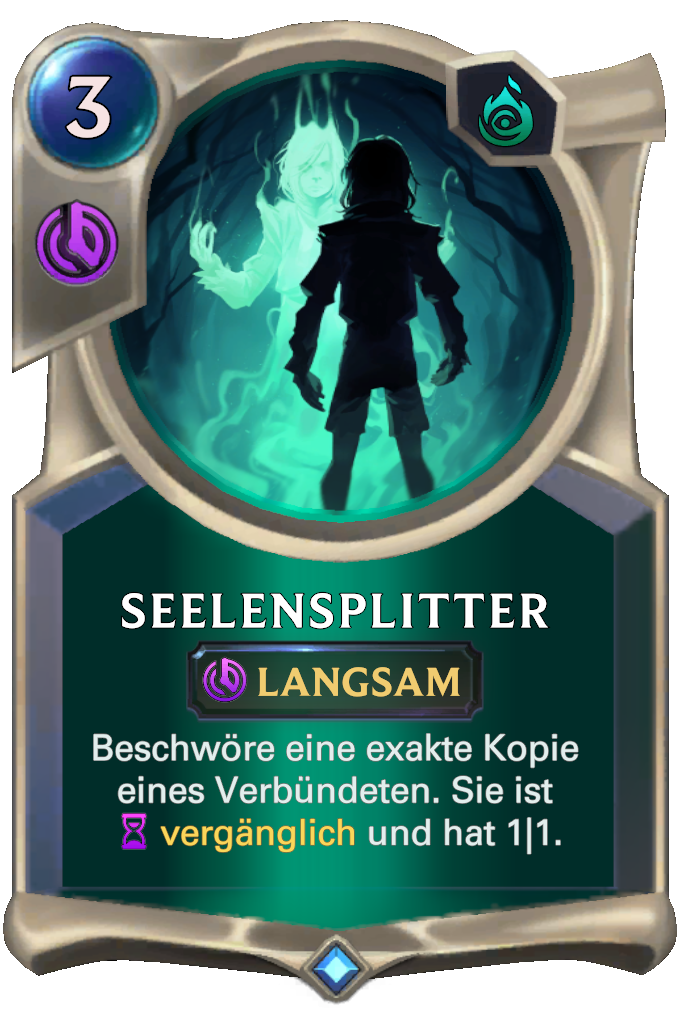 3
SEELENSPLITTER
LANGSAM
Beschwöre eine exakte Kopie
eines Verbündeten. Sie ist
vergänglich und hat 1|1.